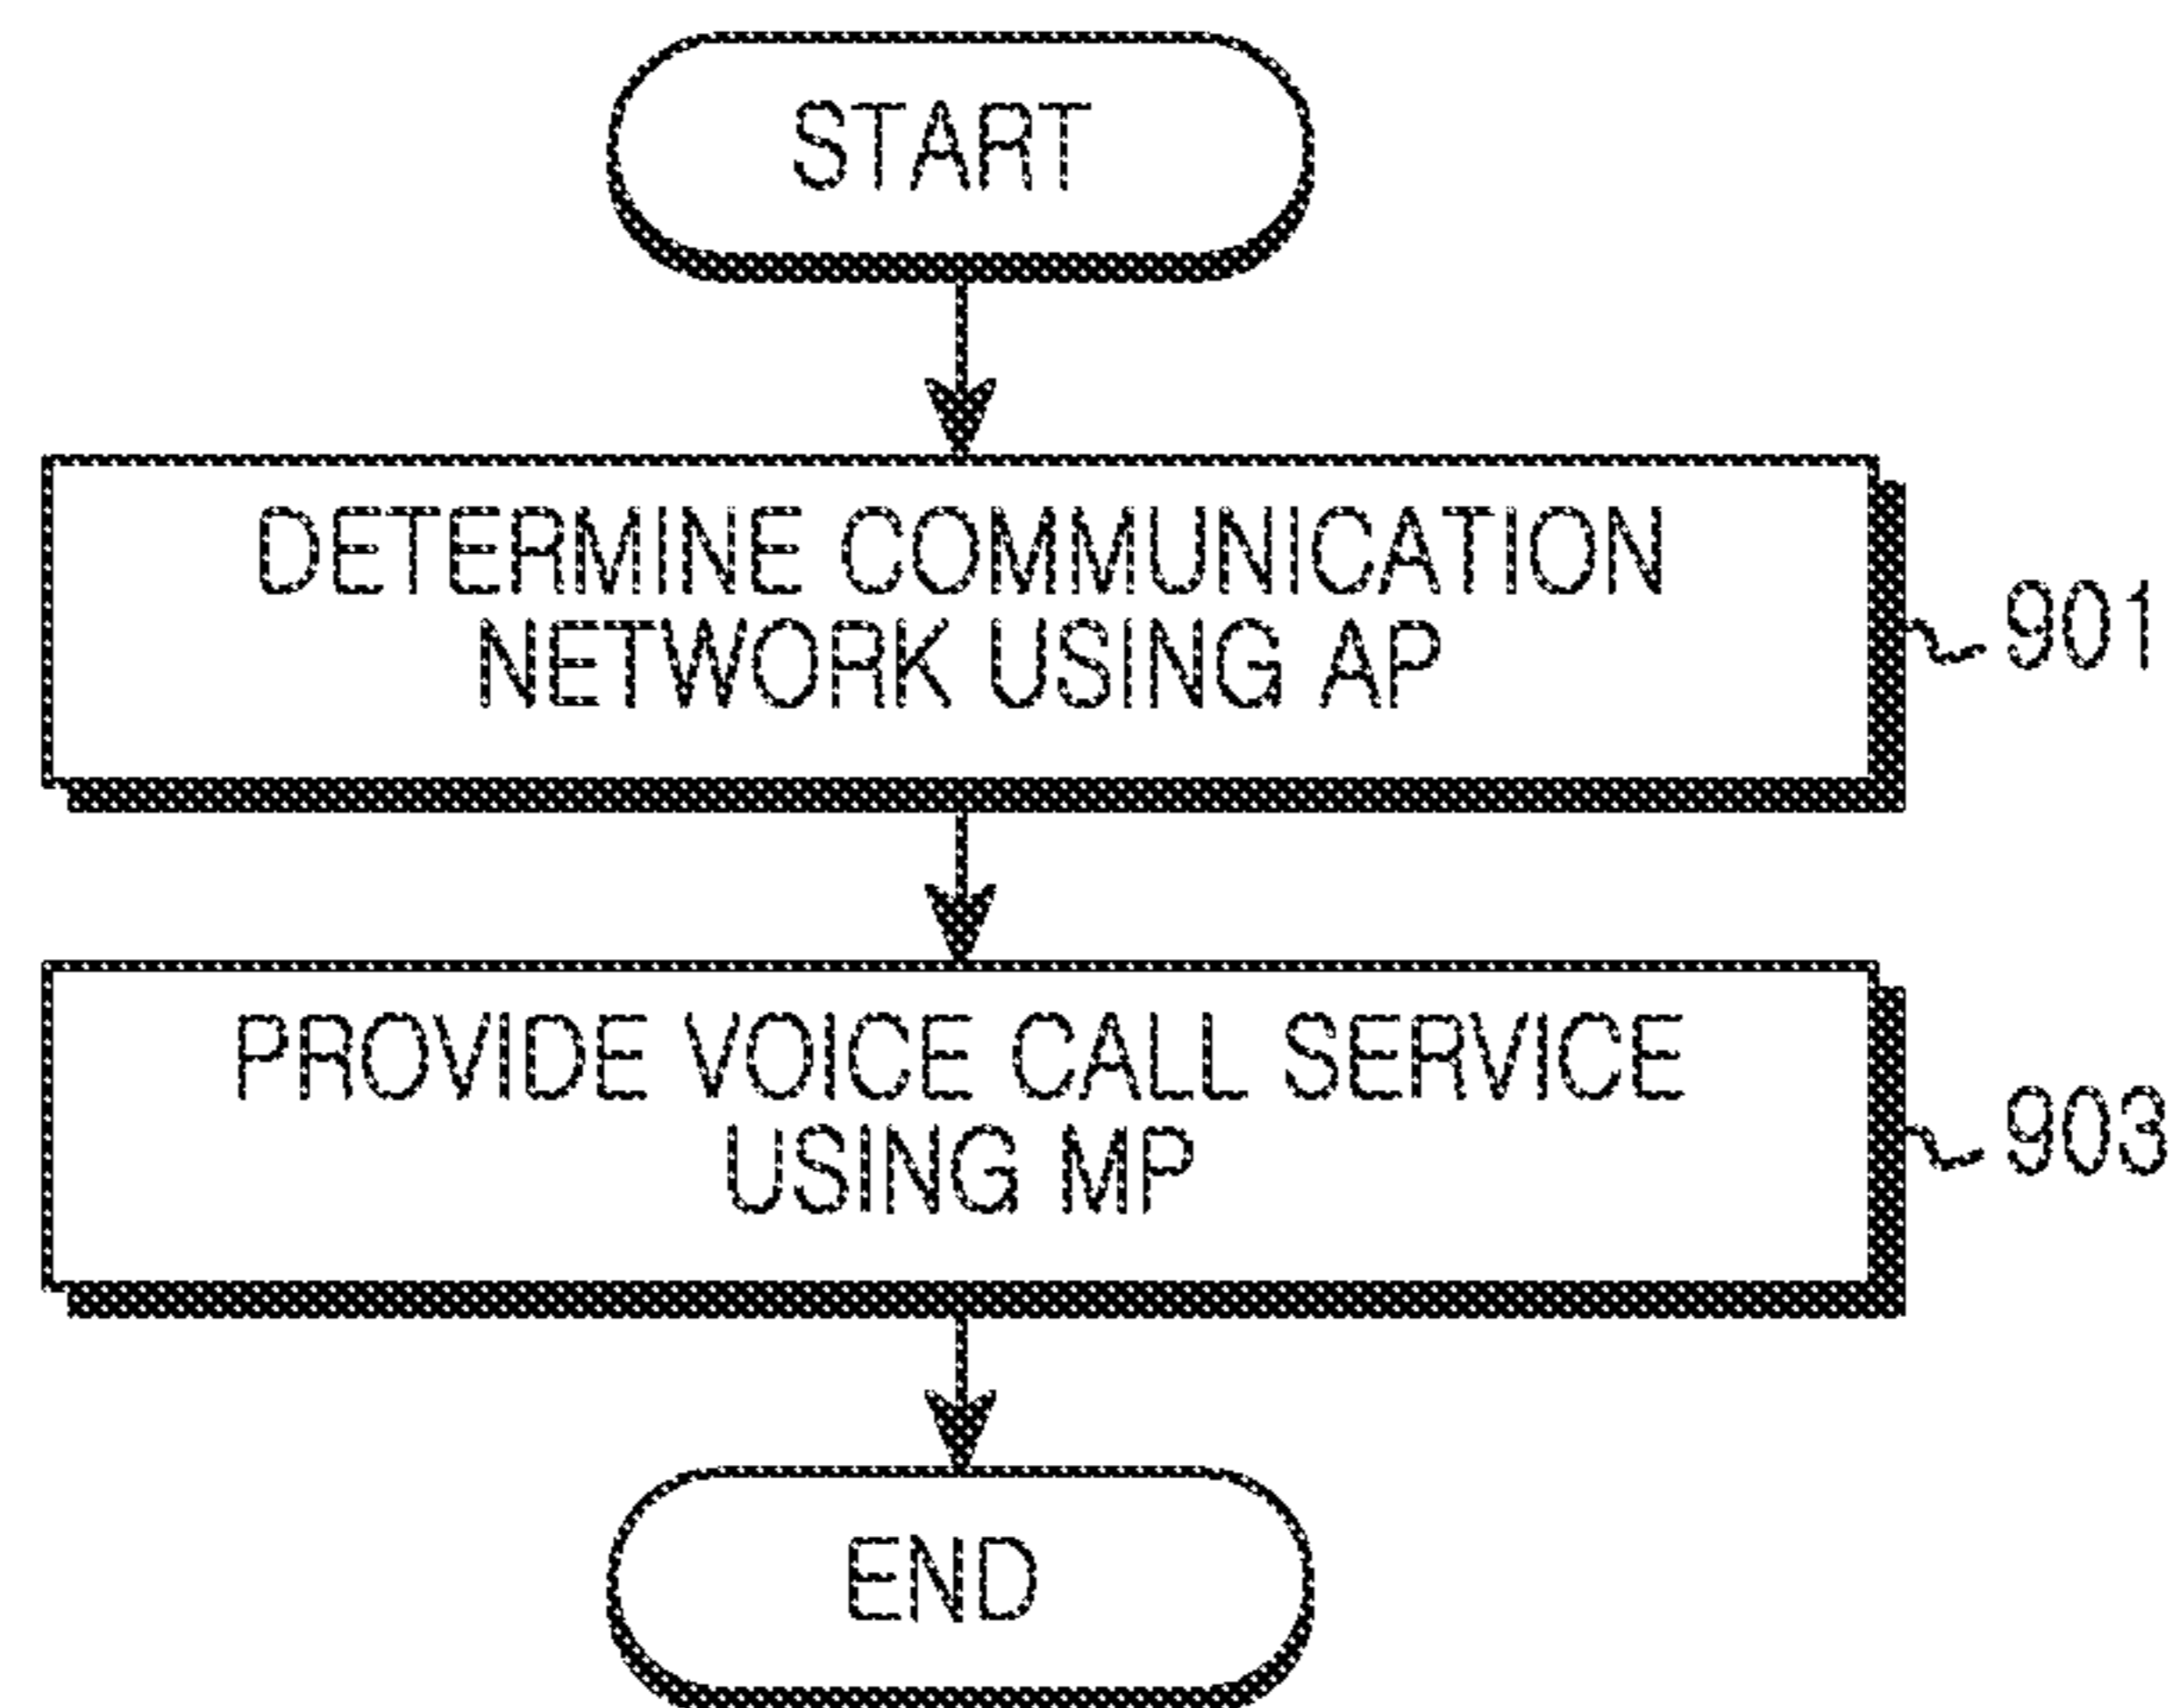 START
DETERMINE COMMUNICATION
NETWORK USING AP
901
PROVIDE VOICE CALL SERVICE
USING MP
903
END